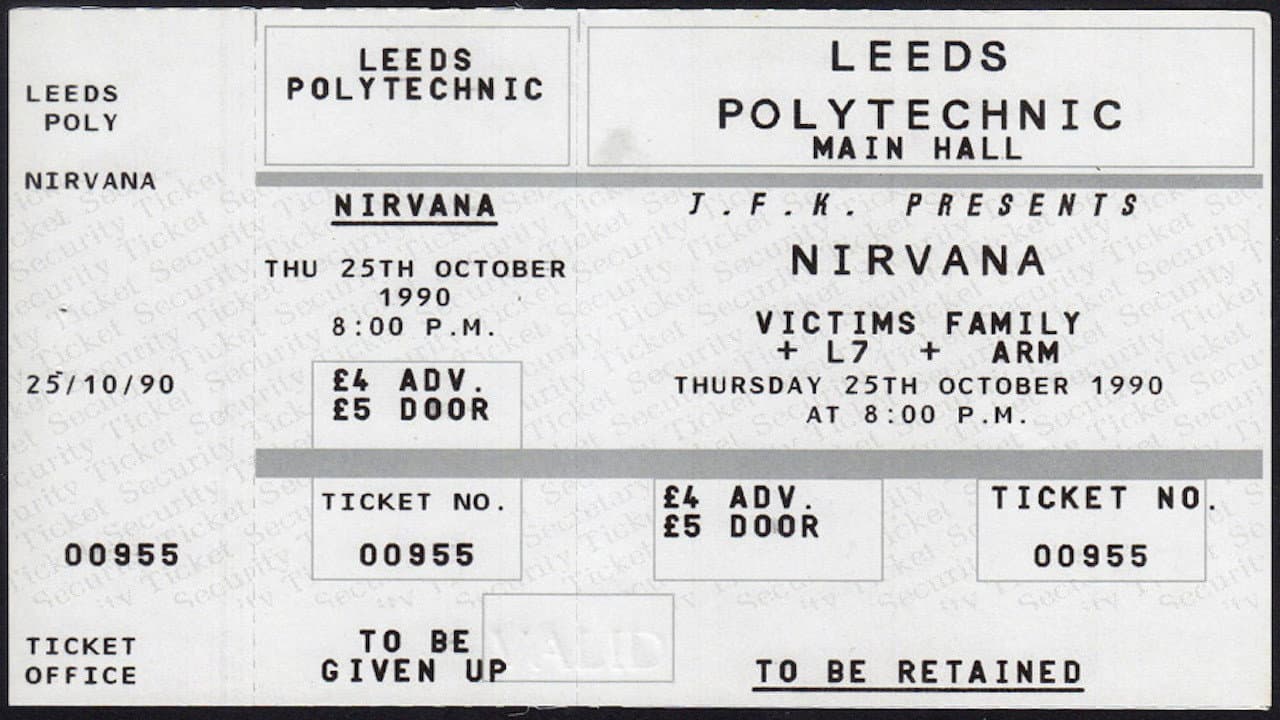 LEEDS
POLY
NIRVANA
25/10/90
00955
TICKET
OFFICE
LEEDS
POLYTECHNIC
NIRVANA
THU 25TH OCTOBER
1990
8:00 P.M.
£4 ADV.
£5 DOOR
TICKET NO.
00955
TO BE
GIVEN UP
VALID
LEEDS
POLYTECHNIC
MAIN HALL
J.F.K. PRESENTS
NIRVANA
VICTIMS FAMILY
+ L7 + ARM
THURSDAY 25TH OCTOBER 1990
AT 8:00 P.M.
£4 ADV.
£5 DOOR
TICKET NO.
00955
TO BE RETAINED